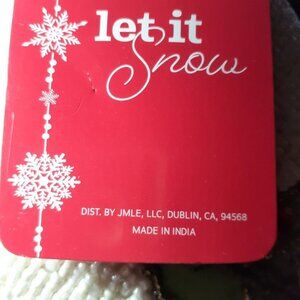 let it
Snow
DIST. BY JMLE, LLC, DUBLIN, CA, 94568
MADE IN INDIA